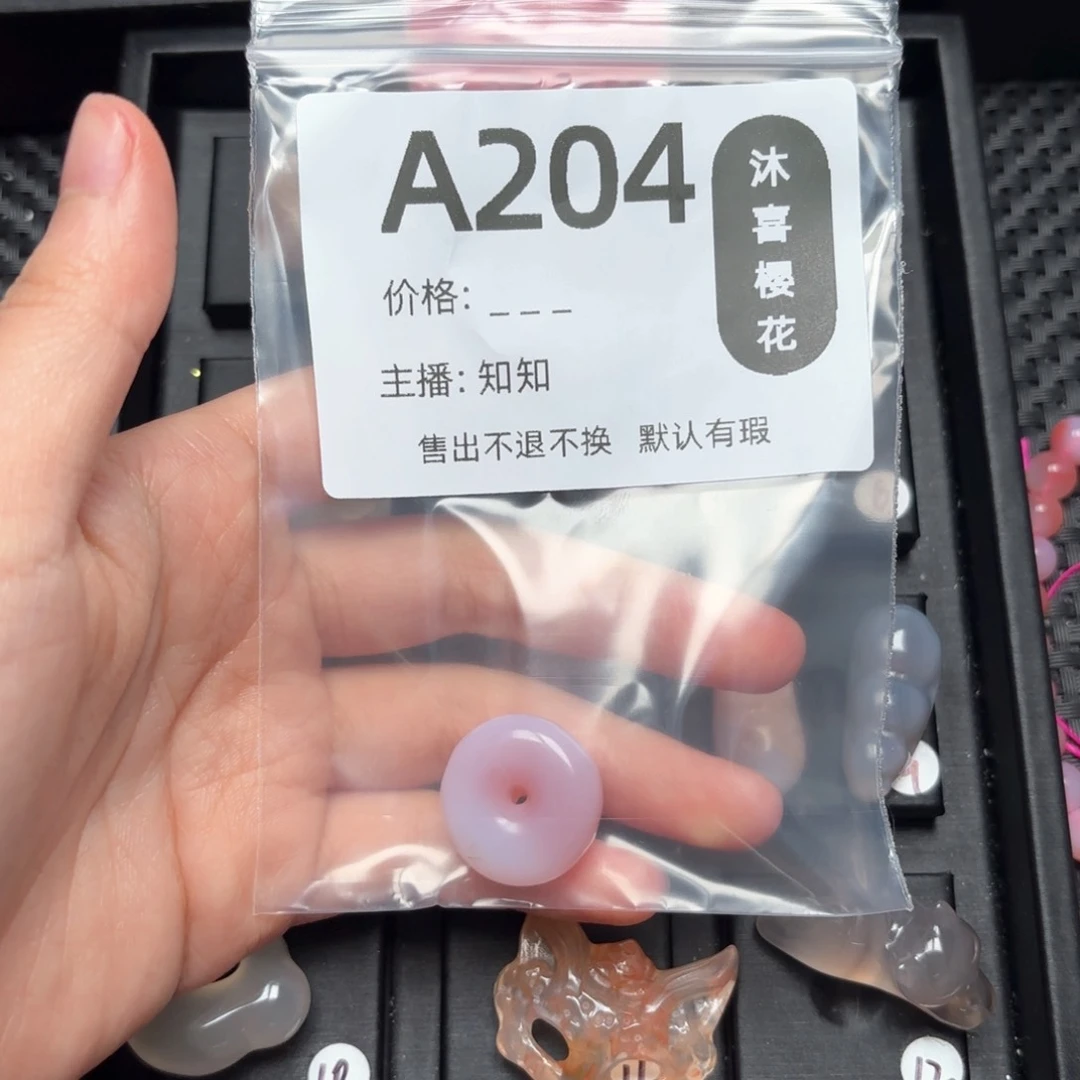 A204
沐喜樱花
价格: _ _ _
主播: 知知
售出不退不换 默认有瑕
12